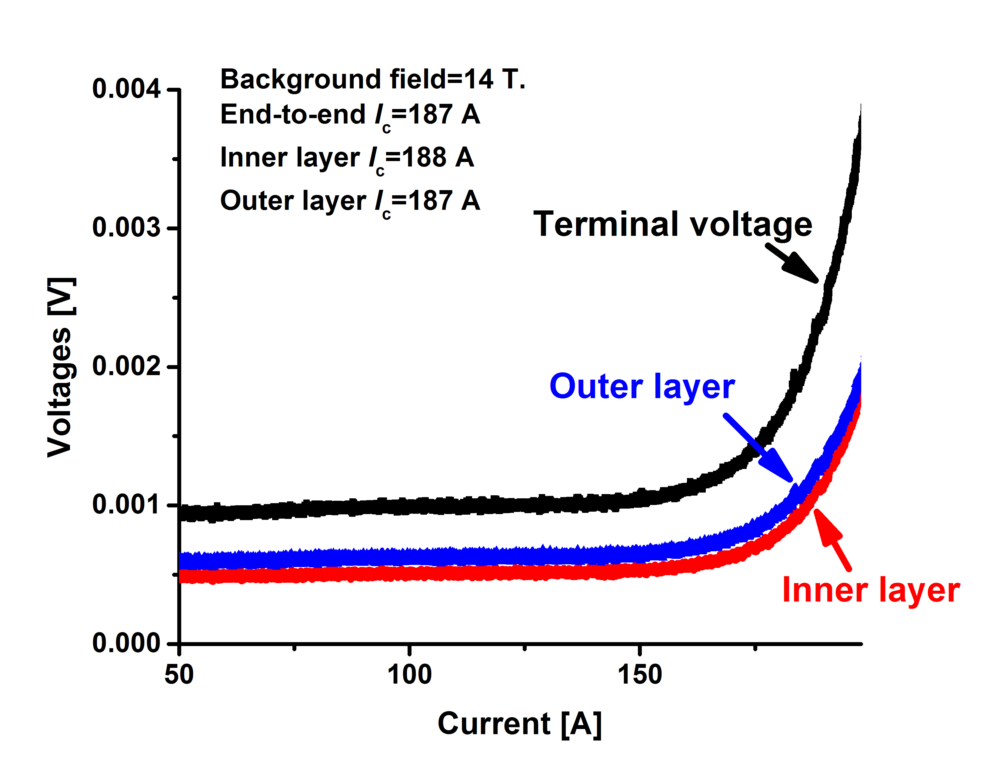 Background field=14 T.
End-to-end Ic=187 A
Inner layer Ic=188 A
Outer layer Ic=187 A
Terminal voltage
Outer layer
Inner layer
Voltages [V]
0.004
0.003
0.002
0.001
0.000
50 100 150
Current [A]